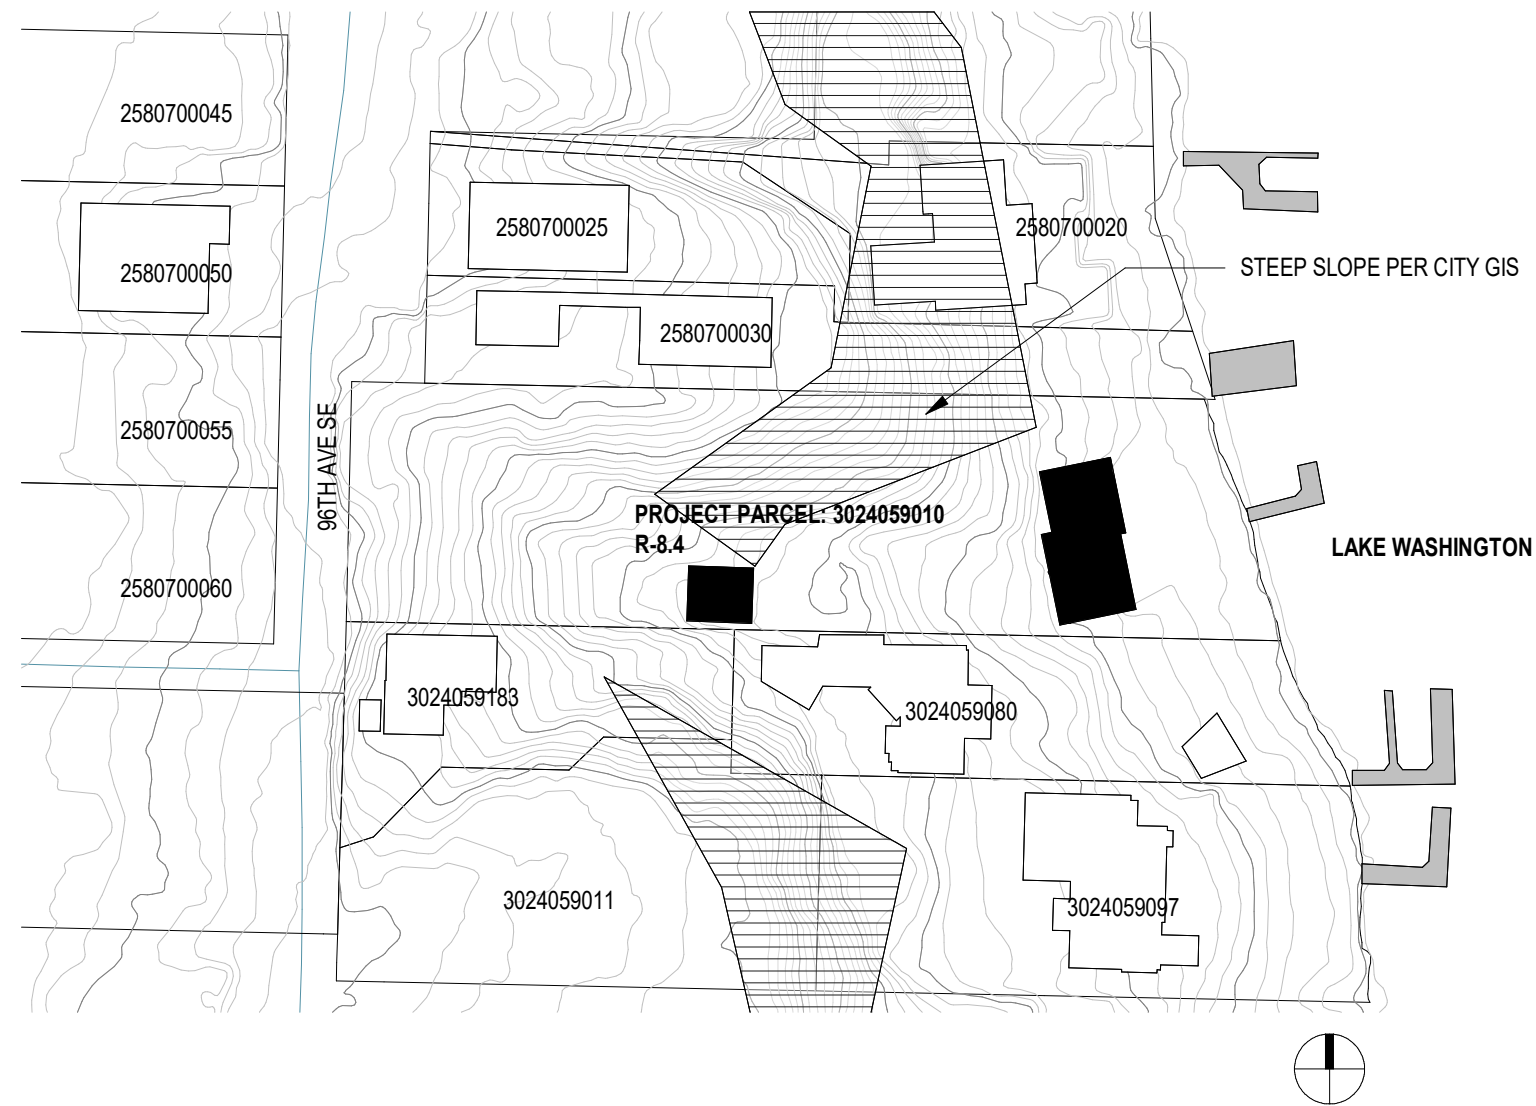 2580700045
2580700025
2580700020
2580700050
STEEP SLOPE PER CITY GIS
2580700030
2580700055
96TH AVE SE
PROJECT PARCEL: 3024059010
R-8.4
LAKE WASHINGTON
2580700060
3024059183
3024059080
3024059011
3024059097